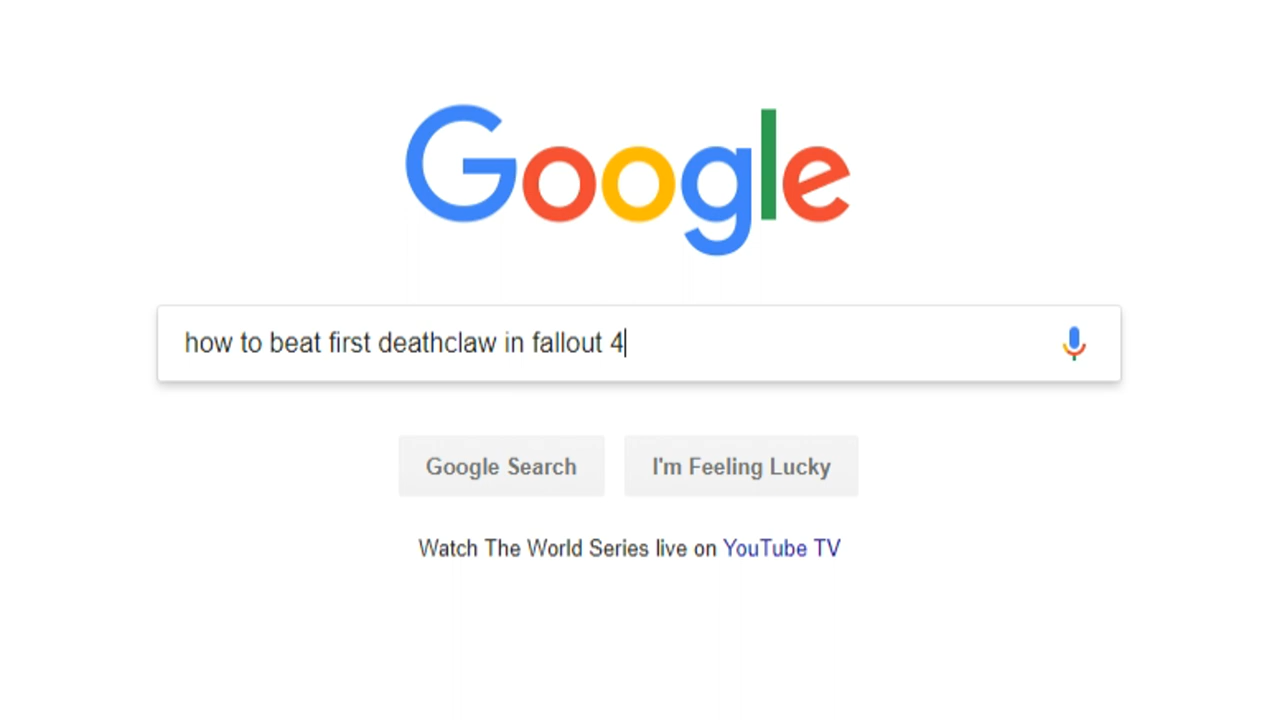 Google
how to beat first deathclaw in fallout 4
Google Search
I'm Feeling Lucky
Watch The World Series live on YouTube TV